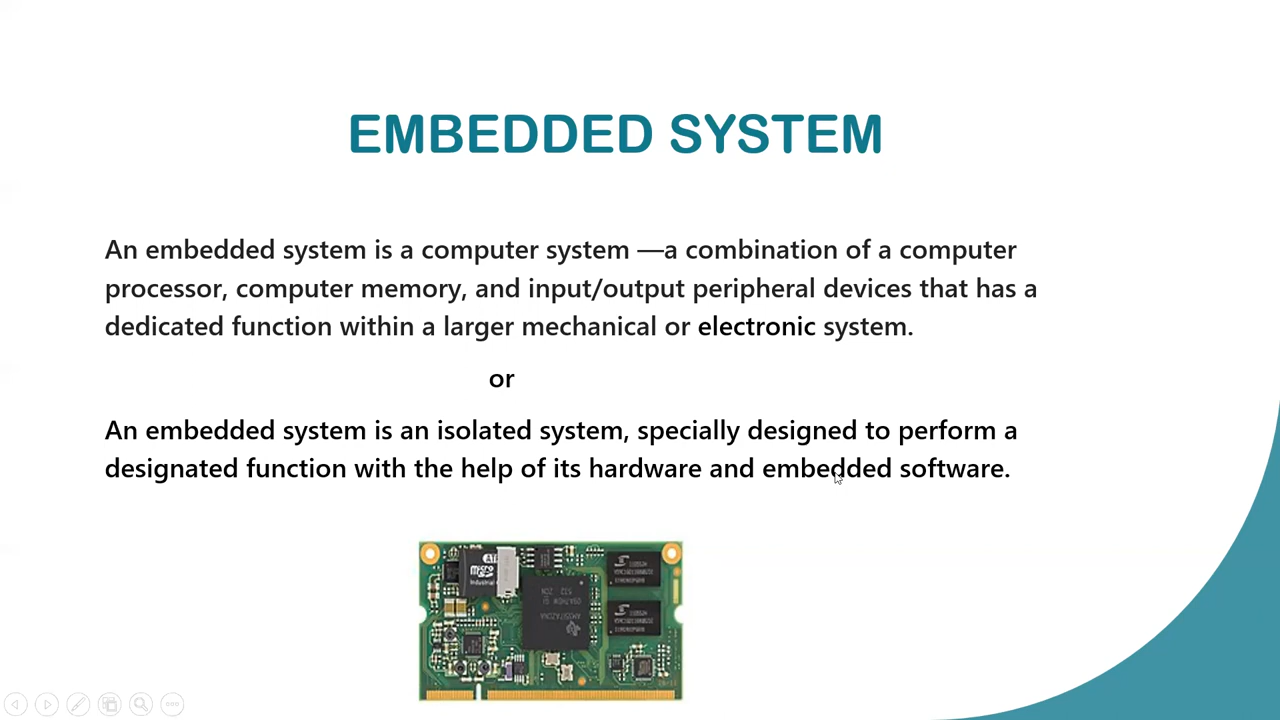 EMBEDDED SYSTEM
An embedded system is a computer system —a combination of a computer
processor, computer memory, and input/output peripheral devices that has a
dedicated function within a larger mechanical or electronic system.
or
An embedded system is an isolated system, specially designed to perform a
designated function with the help of its hardware and embedded software.
micro
Industrial